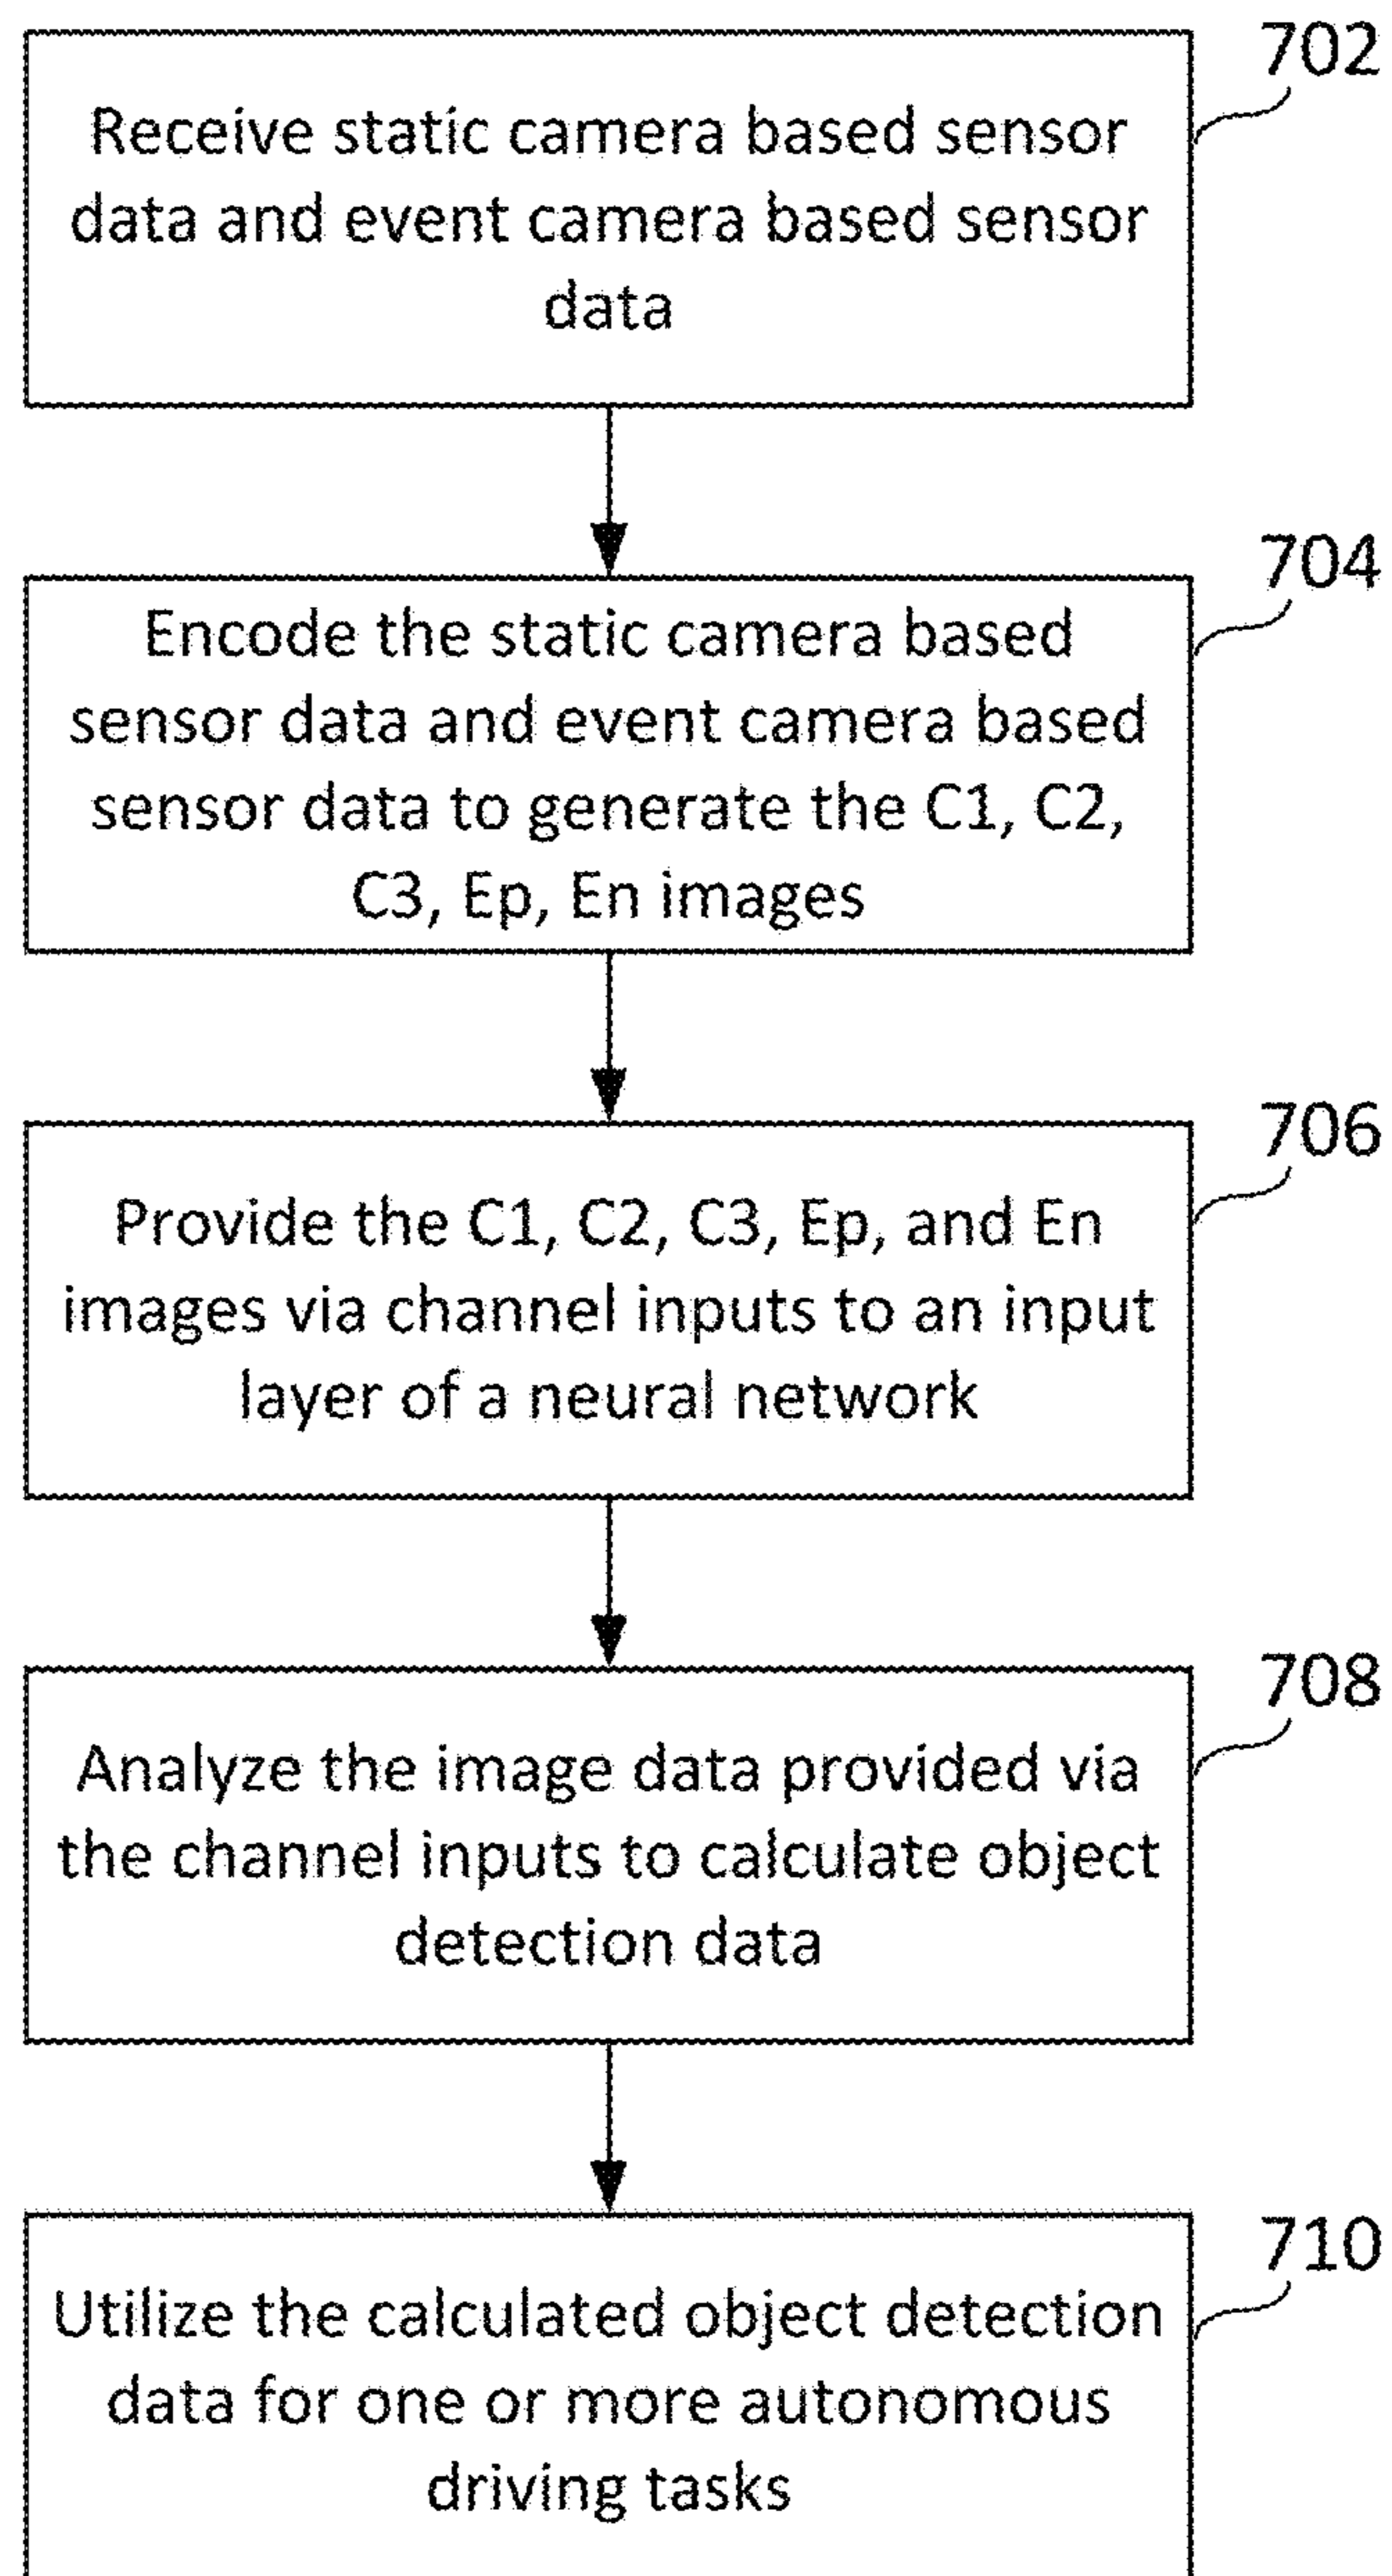 702
Receive static camera based sensor
data and event camera based sensor
data
704
Encode the static camera based
sensor data and event camera based
sensor data to generate the C1, C2,
C3, Ep, En images
706
Provide the C1, C2, C3, Ep, and En
images via channel inputs to an input
layer of a neural network
708
Analyze the image data provided via
the channel inputs to calculate object
detection data
710
Utilize the calculated object detection
data for one or more autonomous
driving tasks